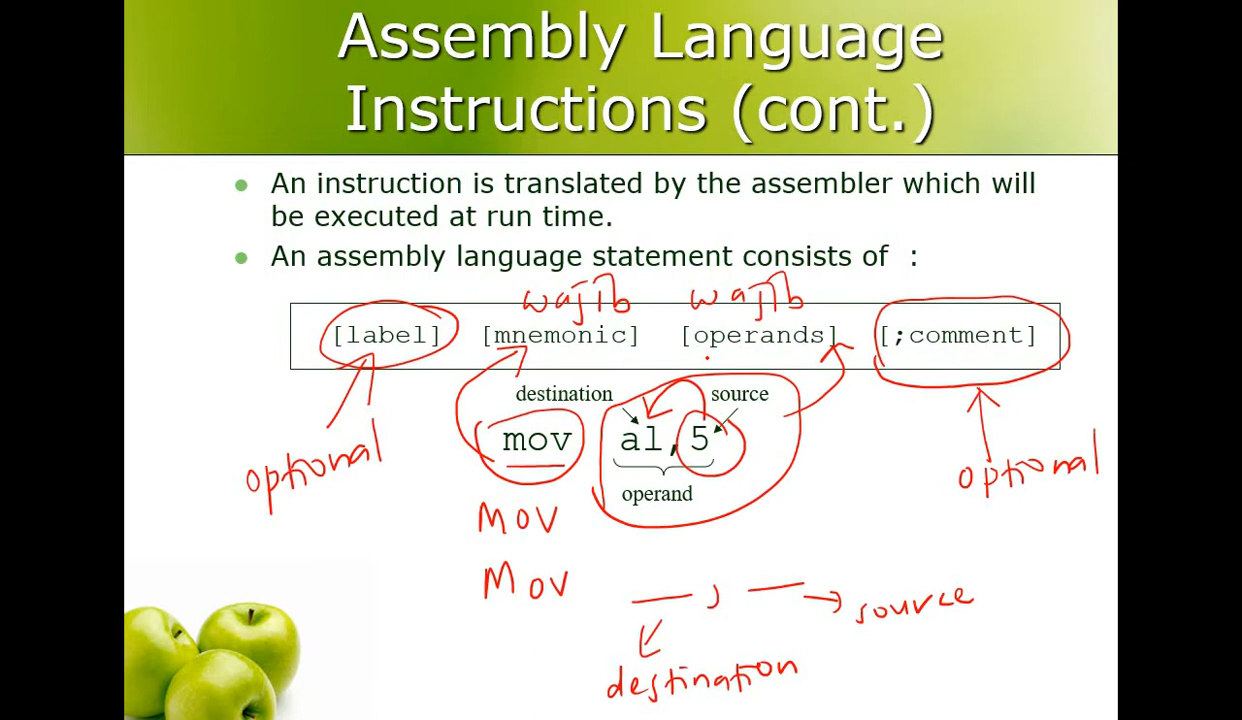 Assembly Language
Instructions (cont.)
An instruction is translated by the assembler which will
be executed at run time.
An assembly language statement consists of :
wajib wajib
[label] [mnemonic] [operands] [;comment]
destination source
mov al,5
optional
operand
optional
MOV
Mov
, → source
destination